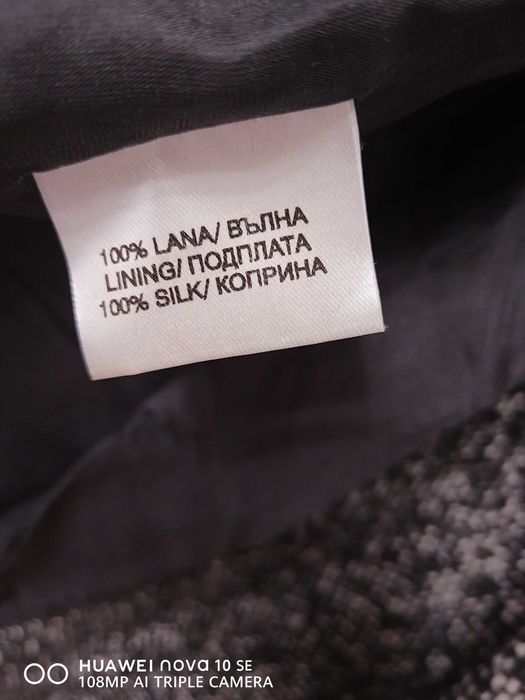 100% LANA/ ВЪЛНА
LINING/ ПОДПЛАТА
100% SILK/ КОПРИНА
HUAWEI nova 10 SE
108MP AI TRIPLE CAMERA